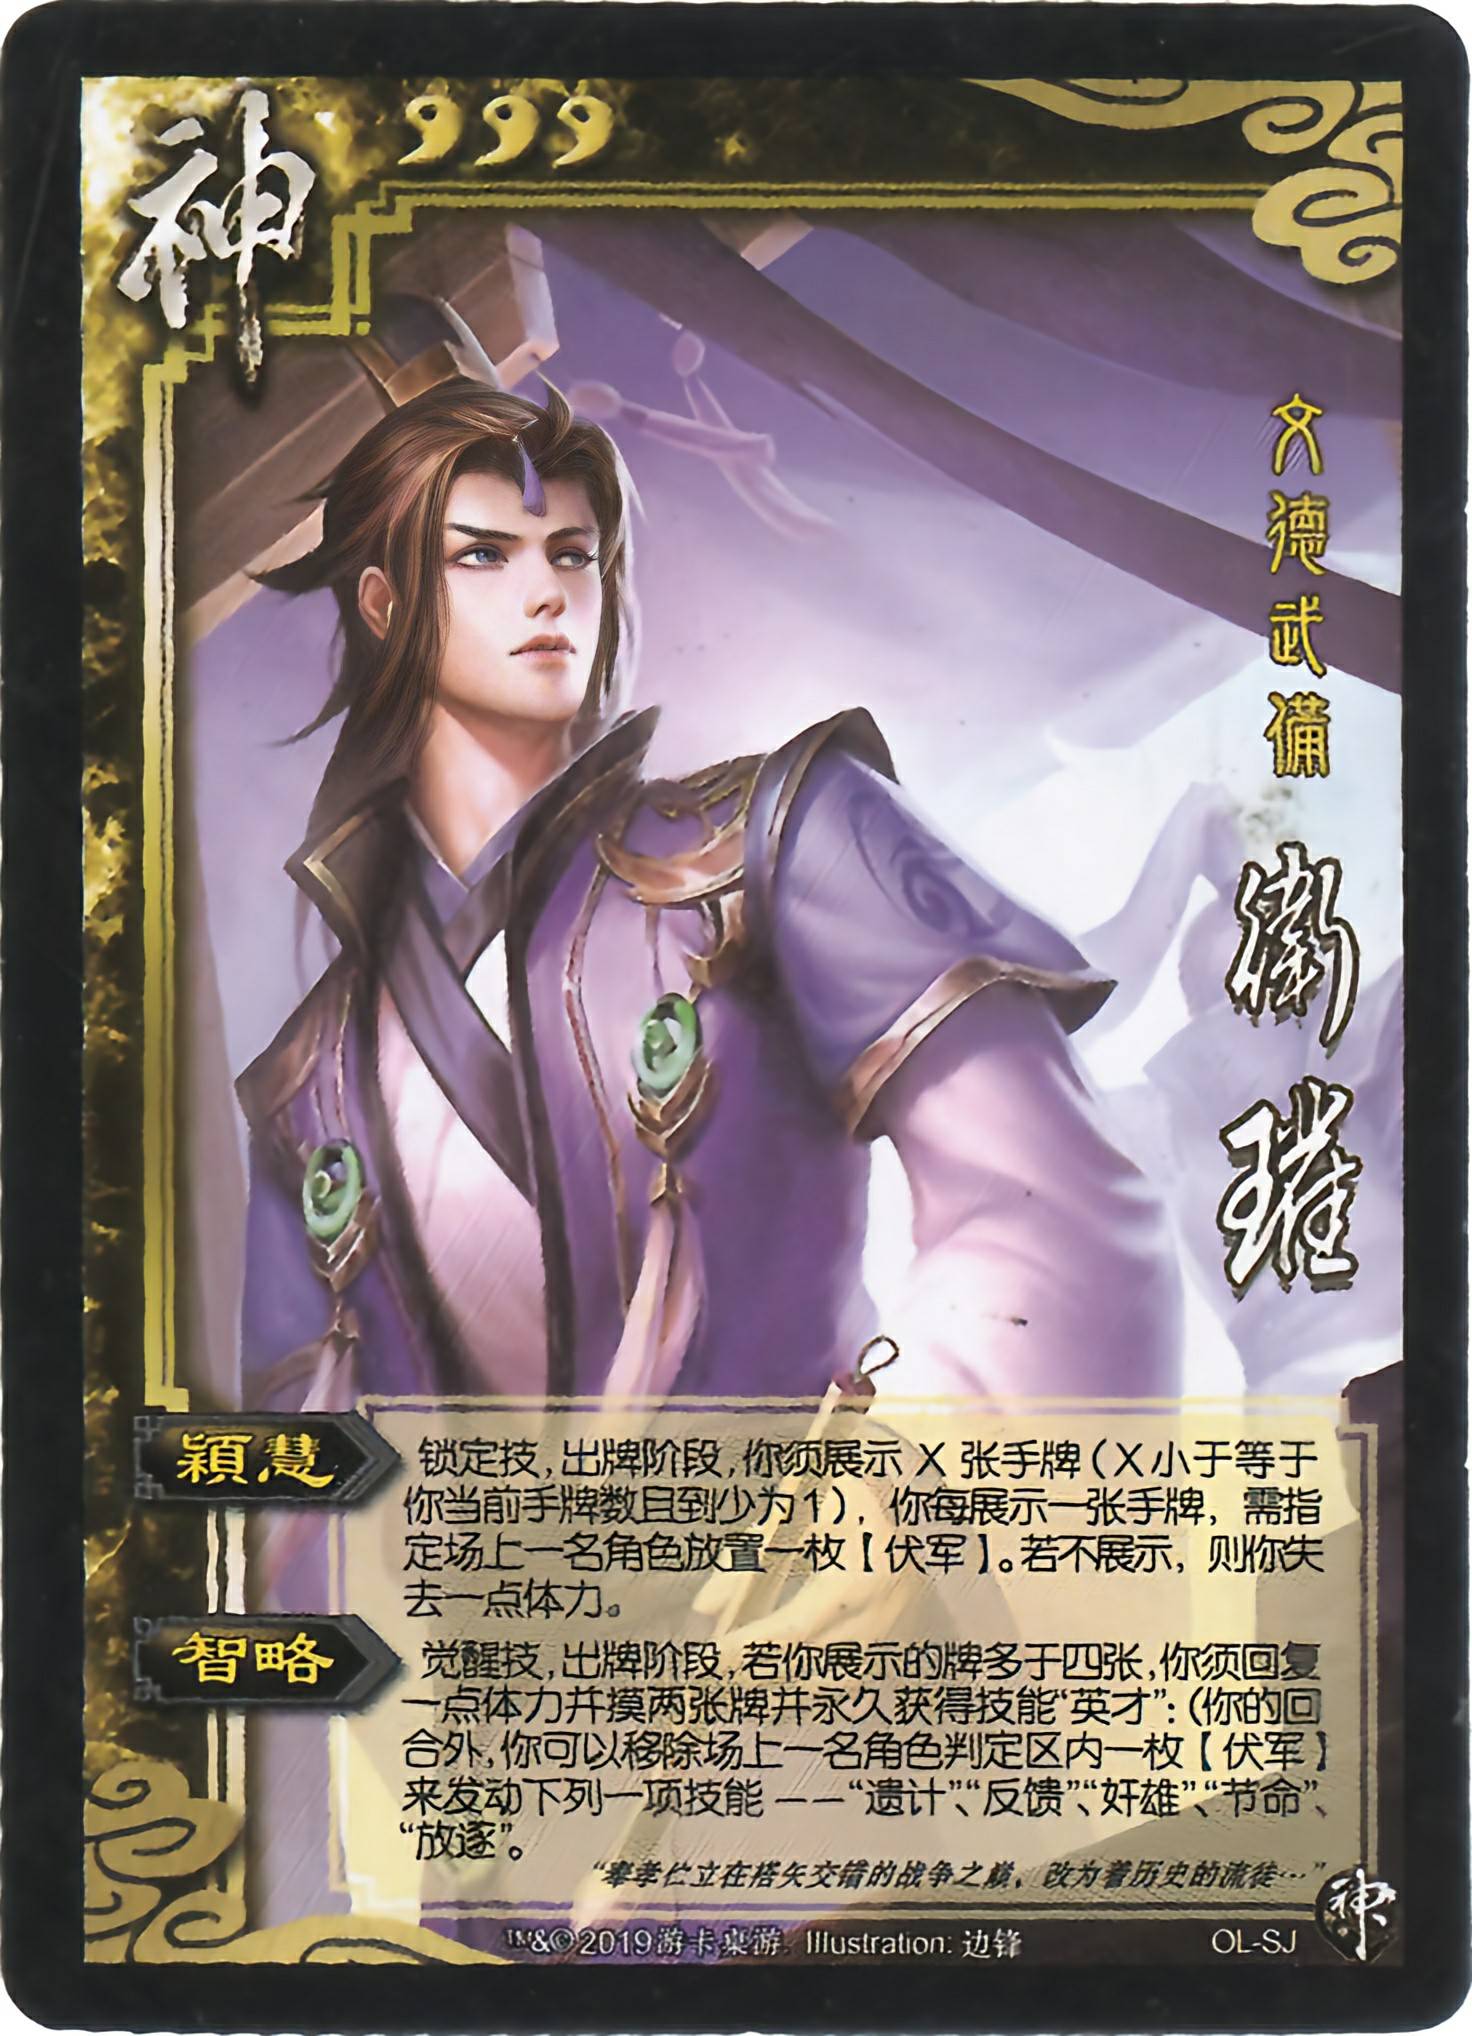 神
文德武備
衛瓘
穎慧
锁定技,出牌阶段,你须展示 X 张手牌(X小于等于
你当前手牌数且到少为1),你每展示一张手牌,需指
定场上一名角色放置一枚【伏军】。若不展示,则你失
去一点体力。
智略
觉醒技,出牌阶段,若你展示的牌多于四张,你须回复
一点体力并摸两张牌并永久获得技能“英才”:(你的回
合外,你可以移除场上一名角色判定区内一枚【伏军】
来发动下列一项技能——“遗计”、“反馈”、“奸雄”、“节命”、
“放逐”。
“奉孝伫立在搭矢交错的战争之巅,改为着历史的流徒…”
™&©2019游卡桌游. Illustration: 边锋
OL-SJ
神